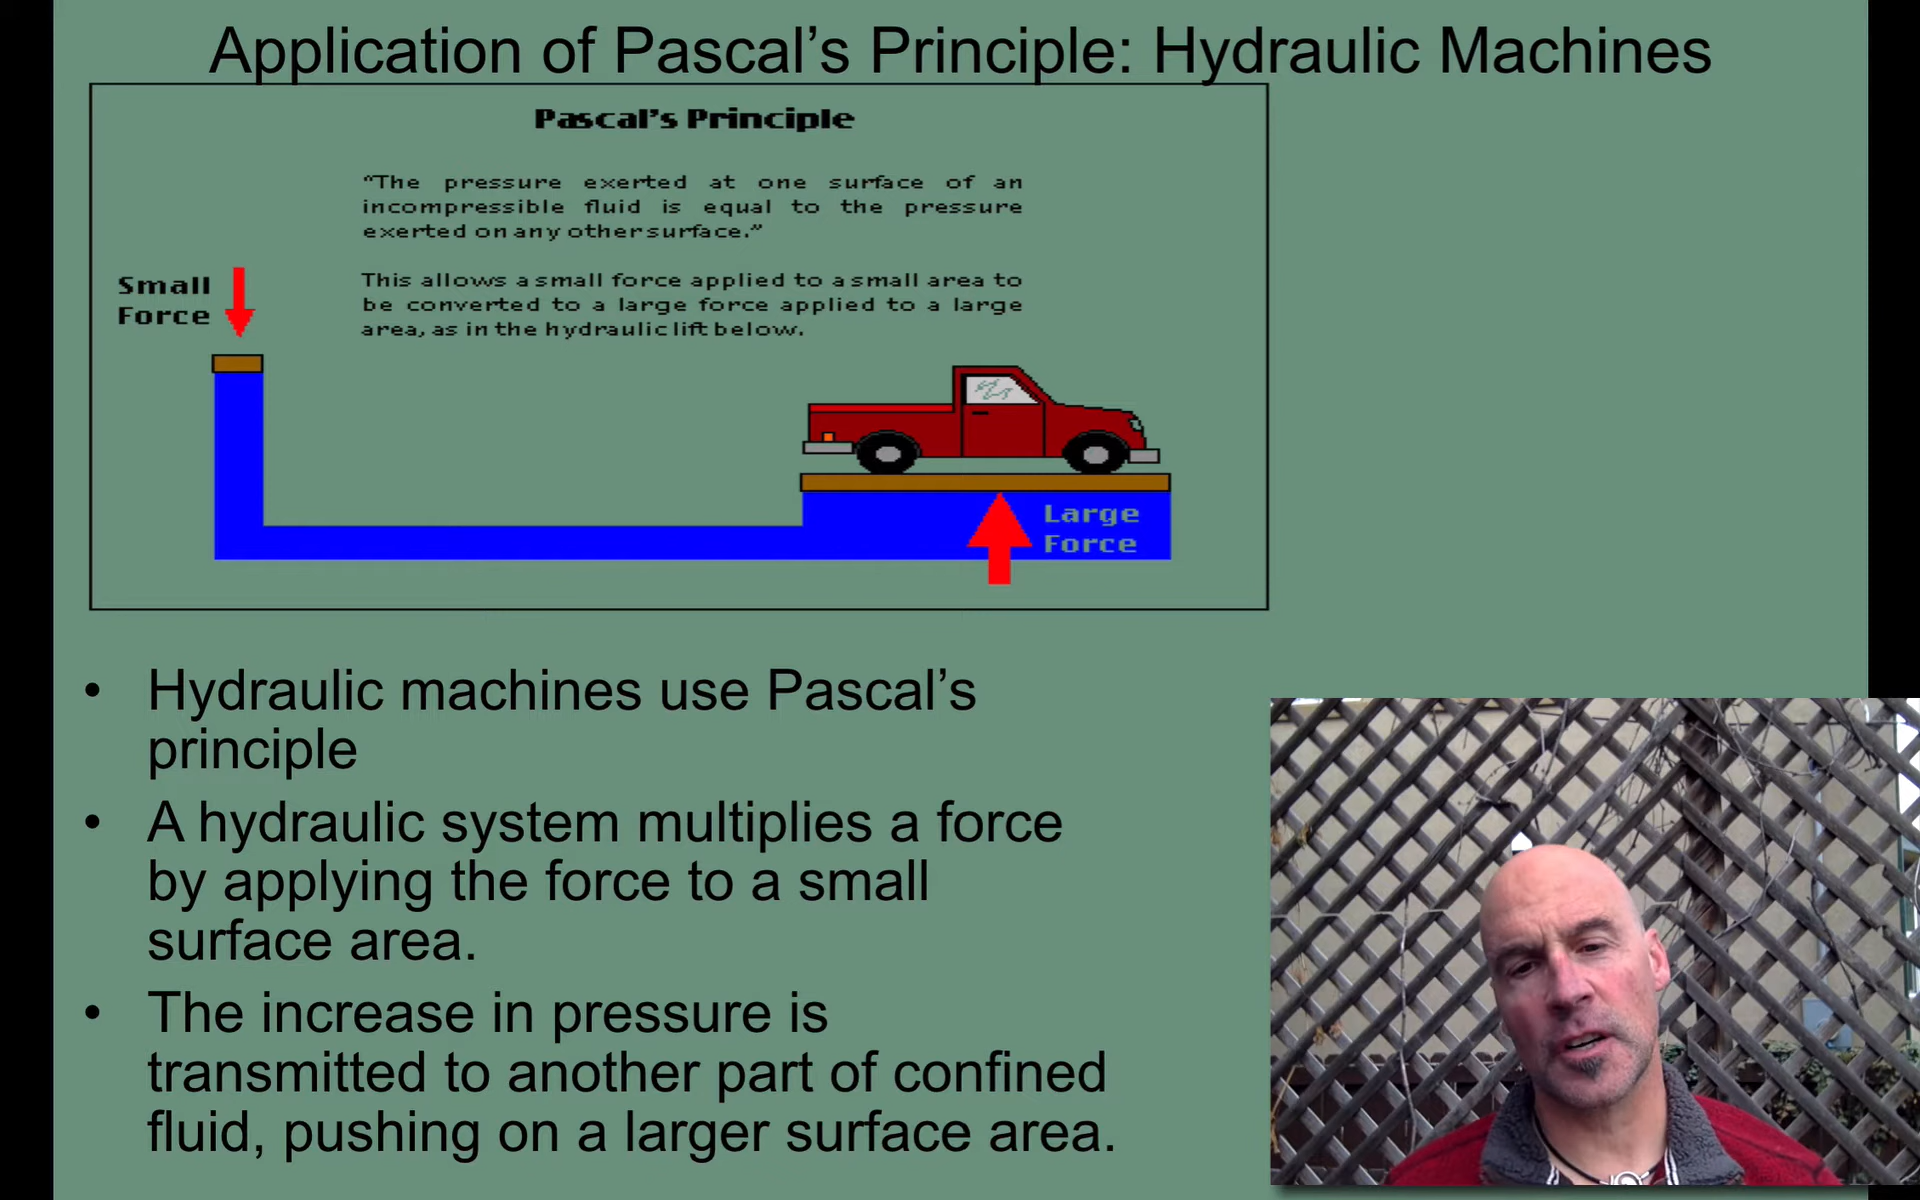 Application of Pascal’s Principle: Hydraulic Machines
Pascal's Principle
"The pressure exerted at one surface of an
incompressible fluid is equal to the pressure
exerted on any other surface."
This allows a small force applied to a small area to
be converted to a large force applied to a large
area, as in the hydraulic lift below.
Small
Force
Large
Force
• Hydraulic machines use Pascal’s
principle
• A hydraulic system multiplies a force
by applying the force to a small
surface area.
• The increase in pressure is
transmitted to another part of confined
fluid, pushing on a larger surface area.